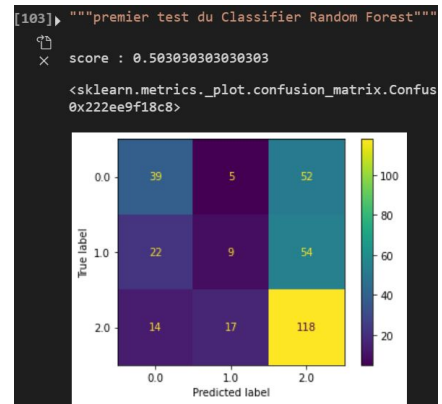 [103] """premier test du Classifier Random Forest"""
score : 0.503030303030303
<sklearn.metrics._plot.confusion_matrix.Confus
0x222ee9f18c8>
True label
0.0 39 5 52
1.0 22 9 54
2.0 14 17 118
0.0 1.0 2.0
Predicted label
100
80
60
40
20